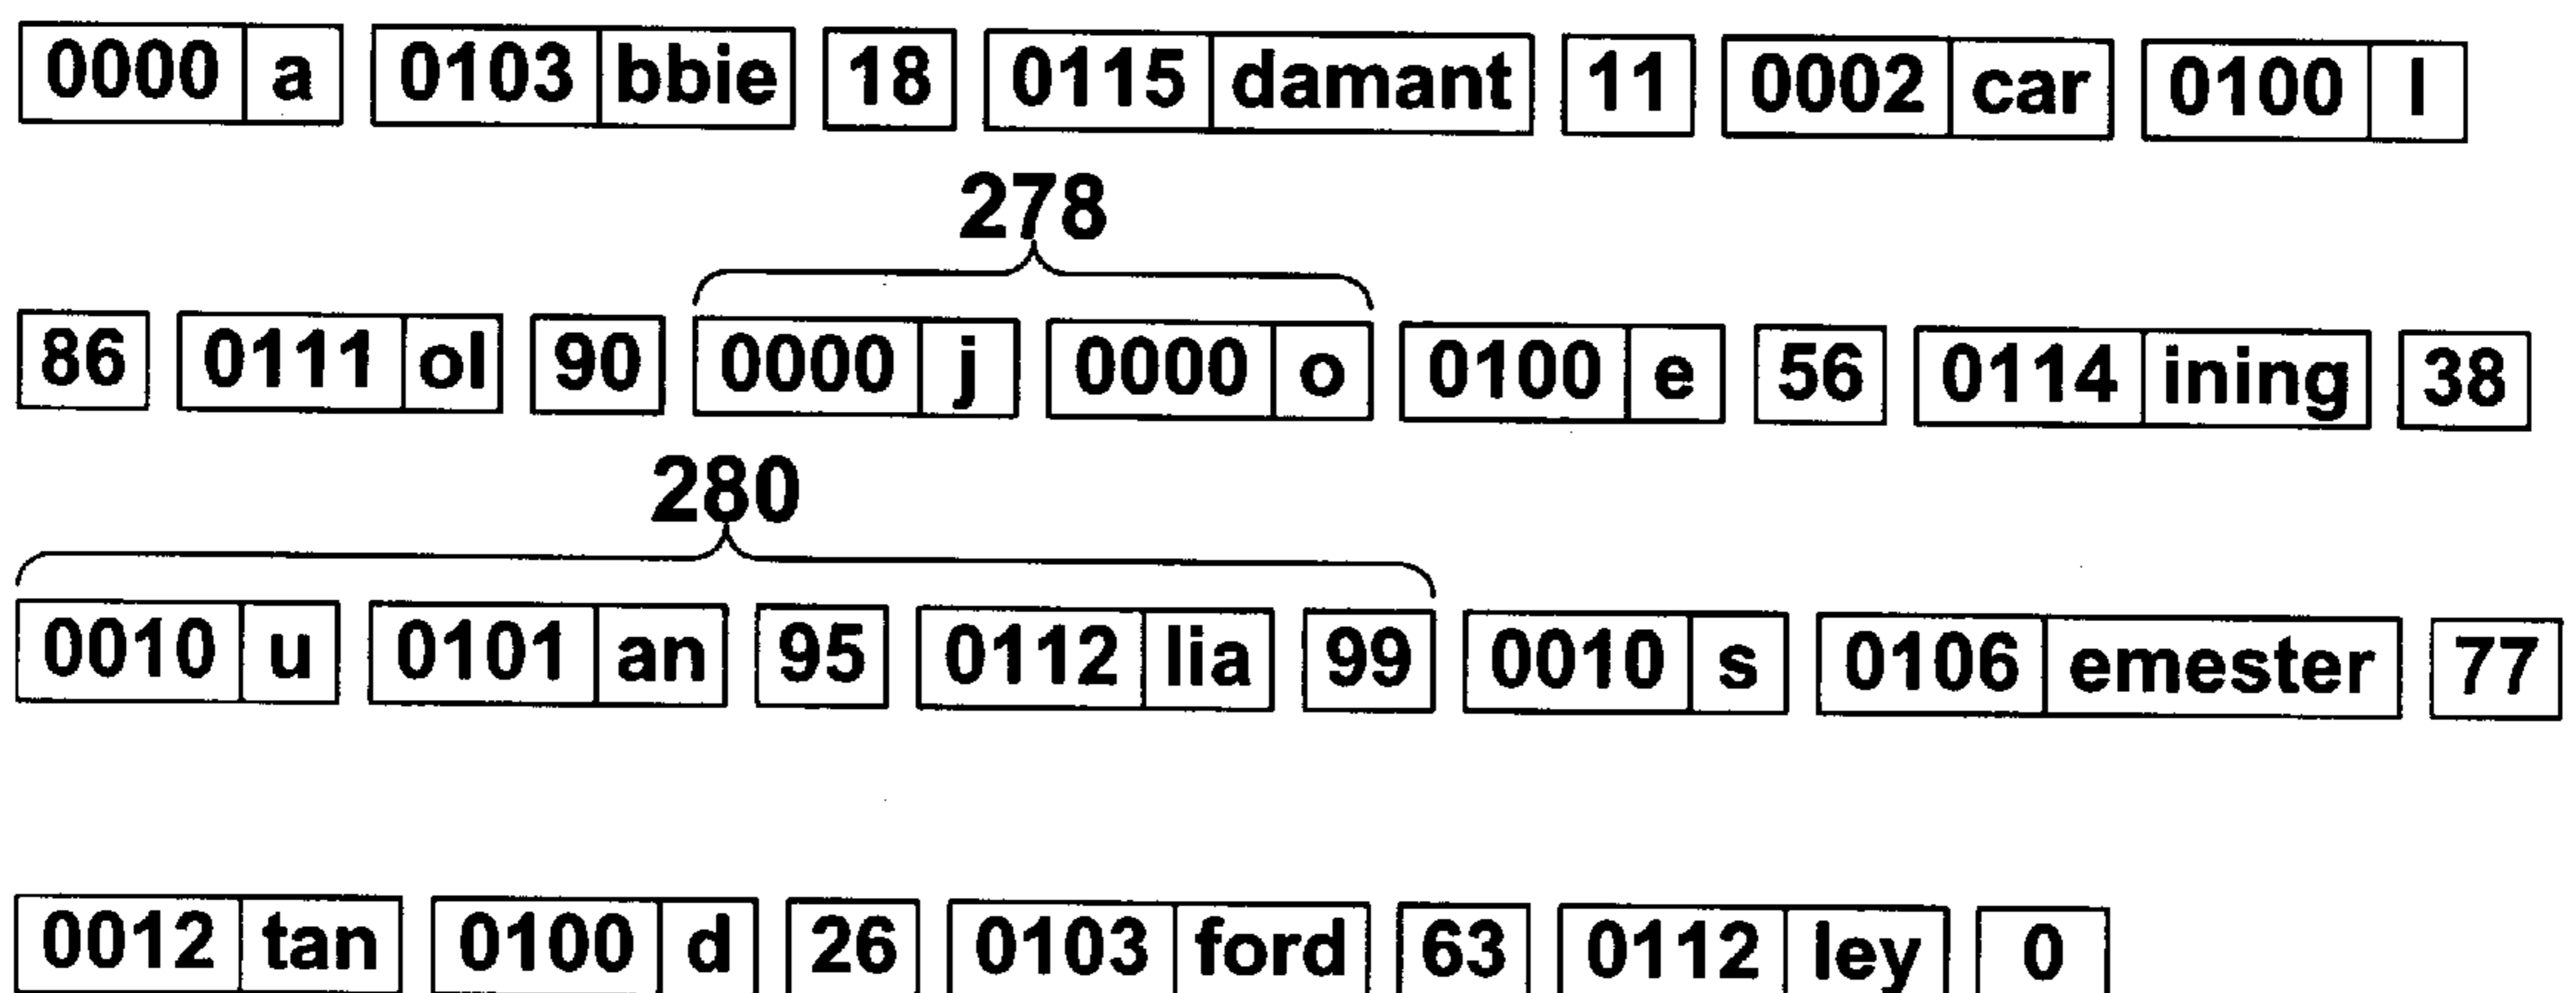 0000 a 0103 bbie 18 0115 damant 11 0002 car 0100 l
278
86 0111 ol 90 0000 j 0000 o 0100 e 56 0114 ining 38
280
0010 u 0101 an 95 0112 lia 99 0010 s 0106 emester 77
0012 tan 0100 d 26 0103 ford 63 0112 ley 0